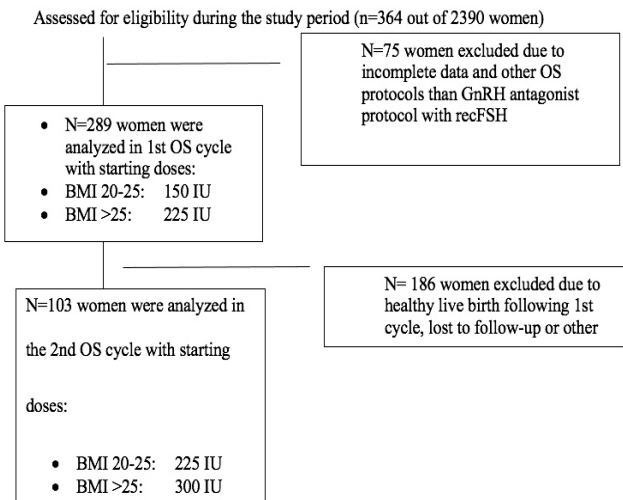 Assessed for eligibility during the study period (n=364 out of 2390 women)
N=75 women excluded due to
incomplete data and other OS
protocols than GnRH antagonist
protocol with recFSH
• N=289 women were
analyzed in 1st OS cycle
with starting doses:
• BMI 20-25: 150 IU
• BMI >25: 225 IU
N= 186 women excluded due to
healthy live birth following 1st
cycle, lost to follow-up or other
N=103 women were analyzed in
the 2nd OS cycle with starting
doses:
• BMI 20-25: 225 IU
• BMI >25: 300 IU